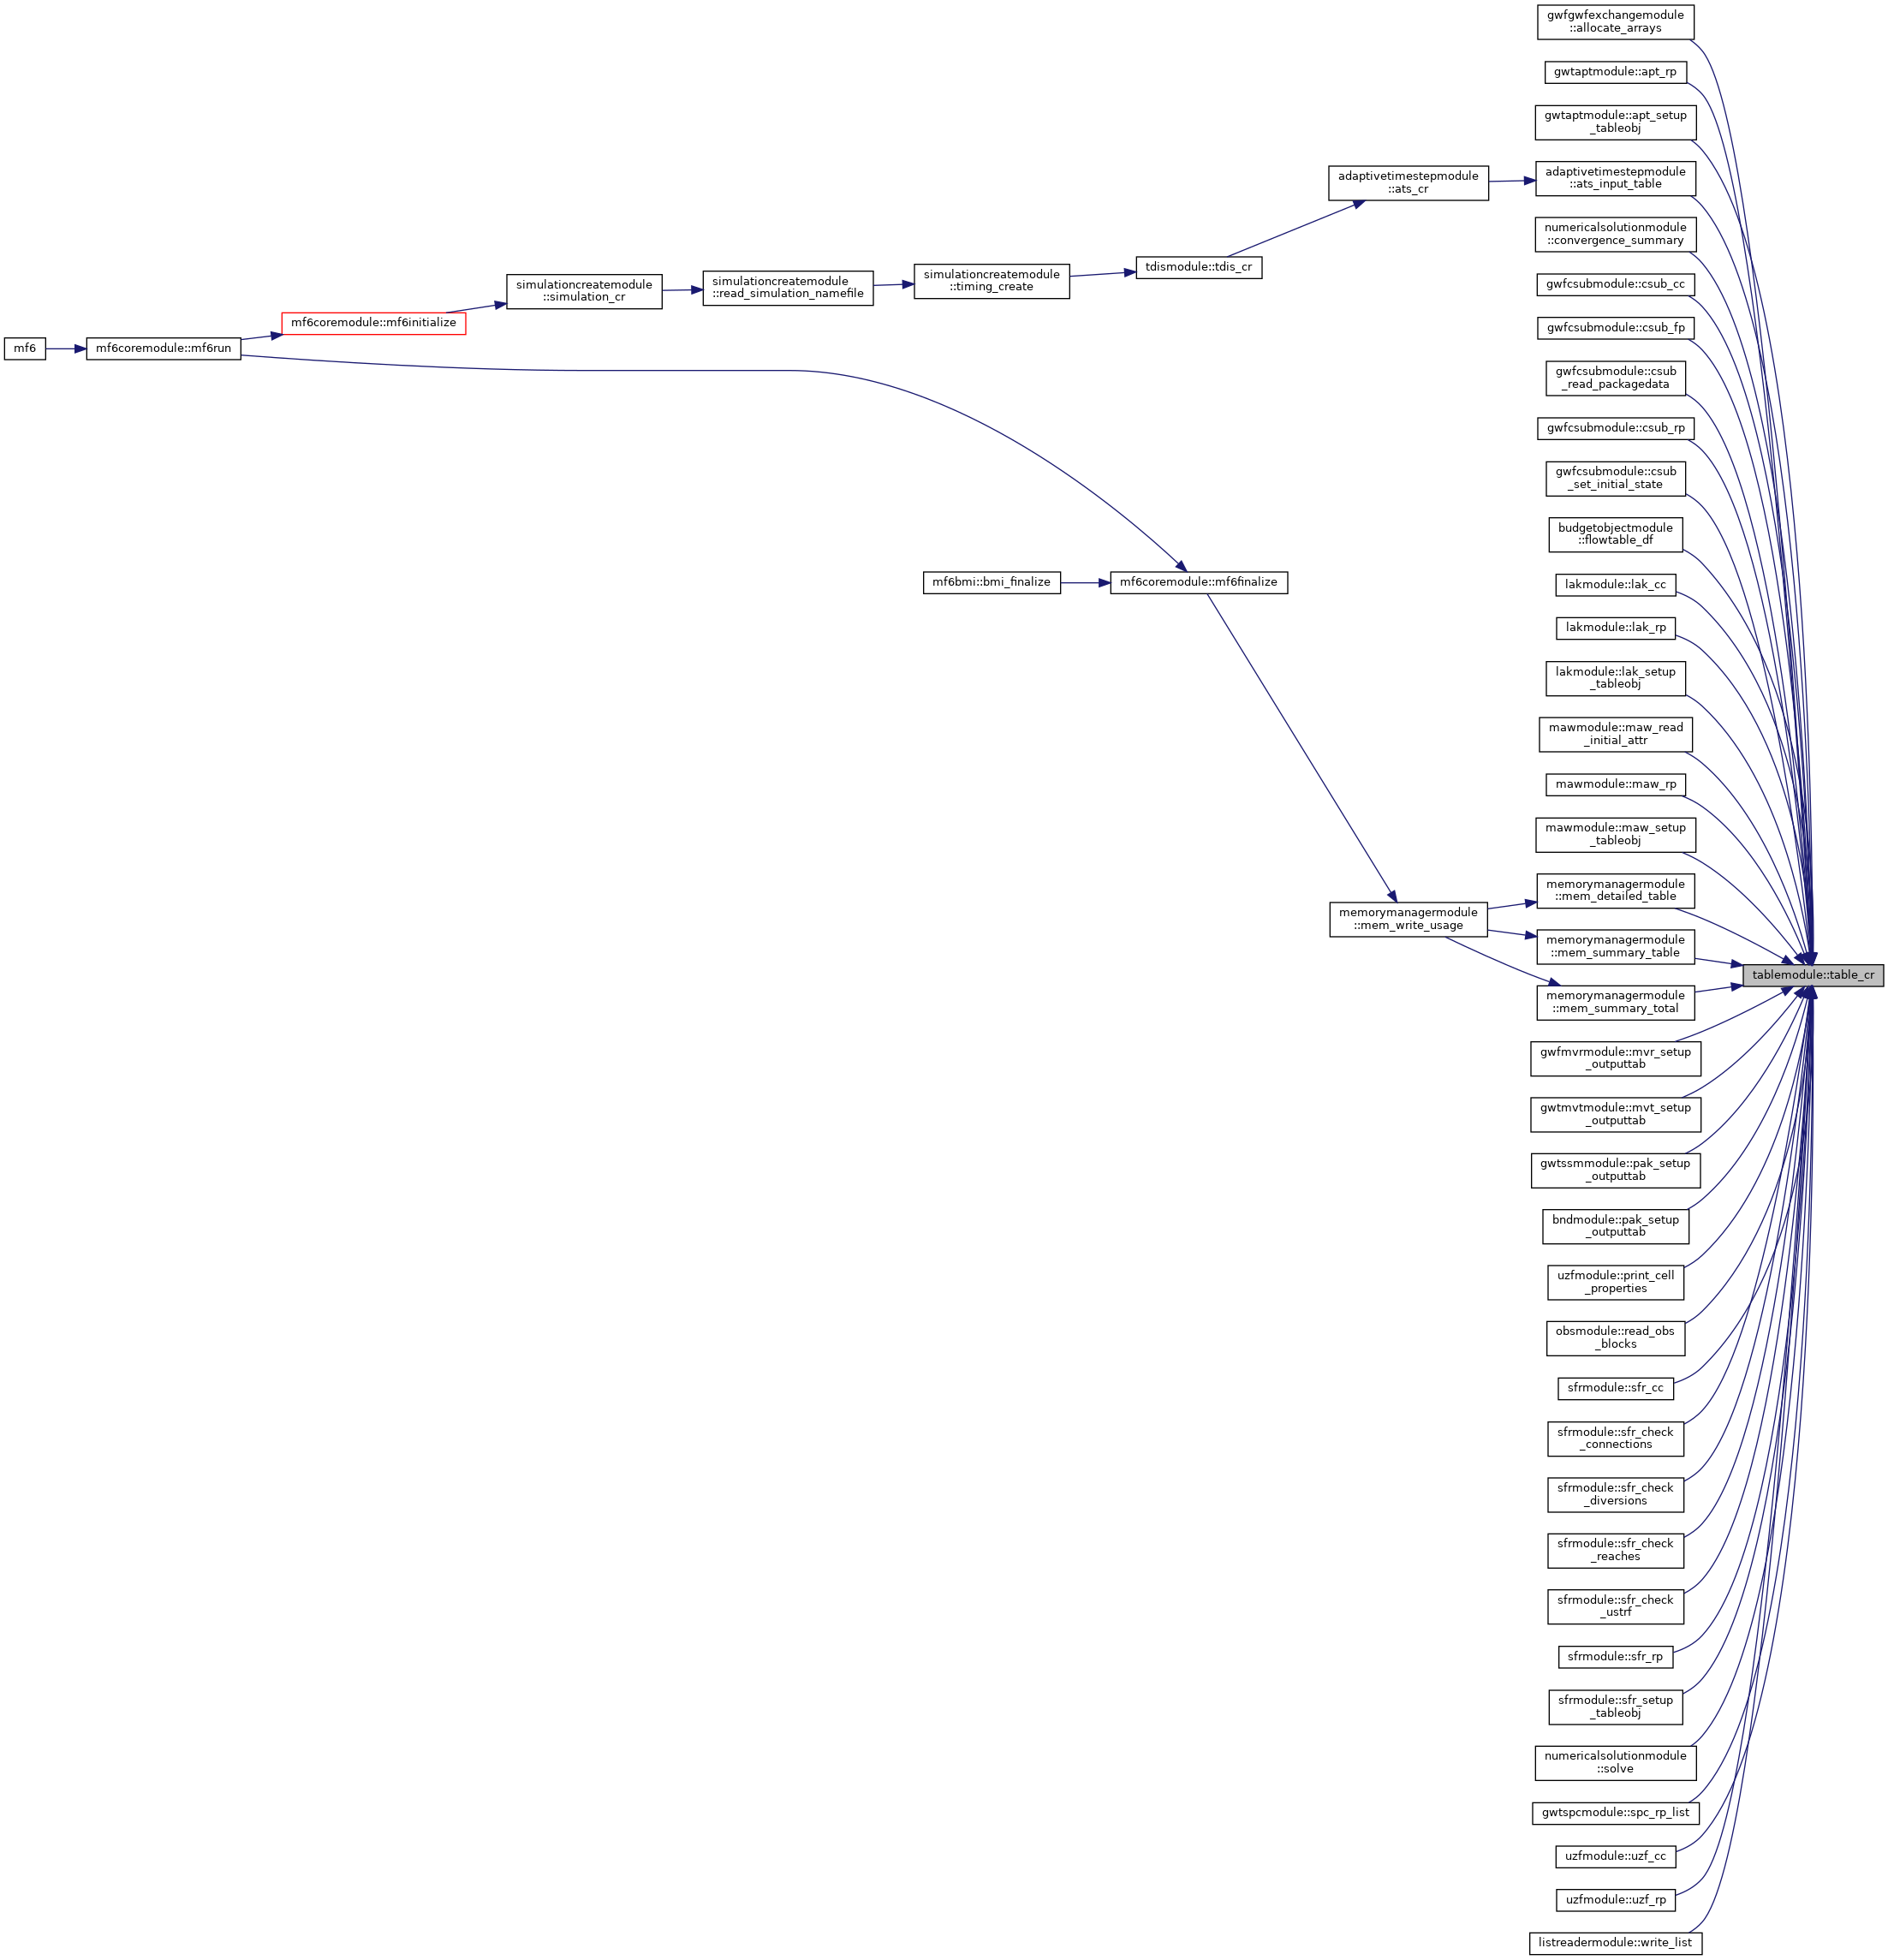 gwfgwfexchangemodule
::allocate_arrays
gwtaptmodule::apt_rp
gwtaptmodule::apt_setup
_tableobj
adaptivetimestepmodule
::ats_cr
adaptivetimestepmodule
::ats_input_table
numericalsolutionmodule
::convergence_summary
tdismodule::tdis_cr
simulationcreatemodule
::timing_create
simulationcreatemodule
::read_simulation_namefile
simulationcreatemodule
::simulation_cr
mf6coremodule::mf6initialize
mf6coremodule::mf6run
mf6
gwfcsubmodule::csub_cc
gwfcsubmodule::csub_fp
gwfcsubmodule::csub
_read_packagedata
gwfcsubmodule::csub_rp
gwfcsubmodule::csub
_set_initial_state
budgetobjectmodule
::flowtable_df
mf6bmi::bmi_finalize
mf6coremodule::mf6finalize
lakmodule::lak_cc
lakmodule::lak_rp
lakmodule::lak_setup
_tableobj
mawmodule::maw_read
_initial_attr
mawmodule::maw_rp
mawmodule::maw_setup
_tableobj
memorymanagermodule
::mem_detailed_table
memorymanagermodule
::mem_write_usage
memorymanagermodule
::mem_summary_table
tablemodule::table_cr
memorymanagermodule
::mem_summary_total
gwfmvrmodule::mvr_setup
_outputtab
gwtmvtmodule::mvt_setup
_outputtab
gwtssmmodule::pak_setup
_outputtab
bndmodule::pak_setup
_outputtab
uzfmodule::print_cell
_properties
obsmodule::read_obs
_blocks
sfrmodule::sfr_cc
sfrmodule::sfr_check
_connections
sfrmodule::sfr_check
_diversions
sfrmodule::sfr_check
_reaches
sfrmodule::sfr_check
_ustrf
sfrmodule::sfr_rp
sfrmodule::sfr_setup
_tableobj
numericalsolutionmodule
::solve
gwtspcmodule::spc_rp_list
uzfmodule::uzf_cc
uzfmodule::uzf_rp
listreadermodule::write_list